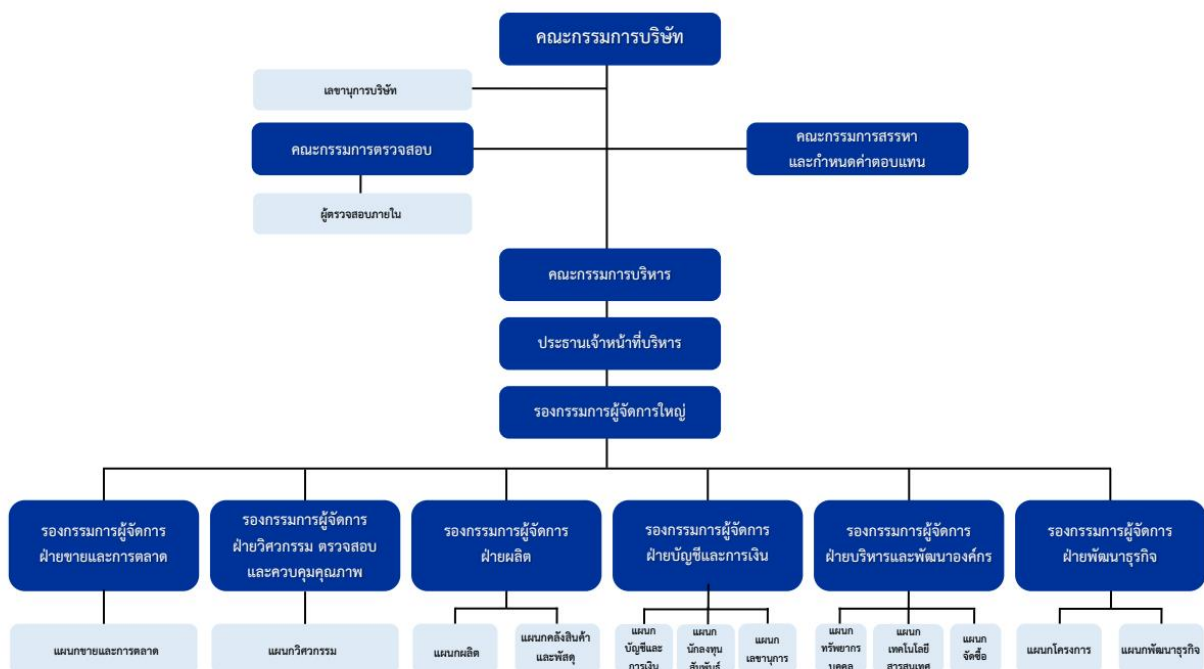 คณะกรรมการบริษัท
เลขานุการบริษัท
คณะกรรมการตรวจสอบ
คณะกรรมการสรรหา
และกำหนดค่าตอบแทน
ผู้ตรวจสอบภายใน
คณะกรรมการบริหาร
ประธานเจ้าหน้าที่บริหาร
รองกรรมการผู้จัดการใหญ่
รองกรรมการผู้จัดการ
ฝ่ายขายและการตลาด
รองกรรมการผู้จัดการ
ฝ่ายวิศวกรรม ตรวจสอบ
และควบคุมคุณภาพ
รองกรรมการผู้จัดการ
ฝ่ายผลิต
รองกรรมการผู้จัดการ
ฝ่ายบัญชีและการเงิน
รองกรรมการผู้จัดการ
ฝ่ายบริหารและพัฒนาองค์กร
รองกรรมการผู้จัดการ
ฝ่ายพัฒนาธุรกิจ
แผนกขายและการตลาด
แผนกวิศวกรรม
แผนกผลิต
แผนกคลังสินค้า
และพัสดุ
แผนก
บัญชีและ
การเงิน
แผนก
นักลงทุน
สัมพันธ์
แผนก
เลขานุการ
แผนก
ทรัพยากร
บุคคล
แผนก
เทคโนโลยี
สารสนเทศ
แผนก
จัดซื้อ
แผนกโครงการ
แผนกพัฒนาธุรกิจ